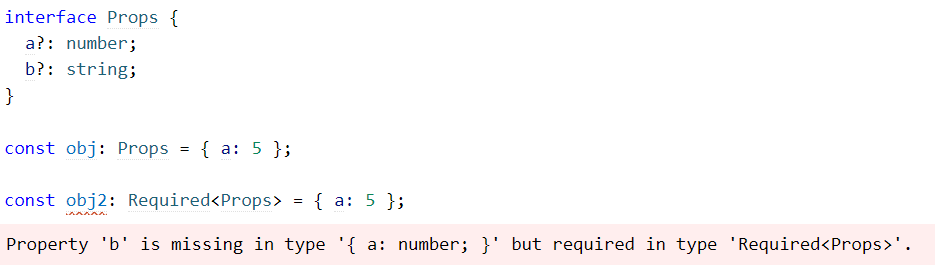 interface Props {
  a?: number;
  b?: string;
}
const obj: Props = { a: 5 };
const obj2: Required<Props> = { a: 5 };
Property 'b' is missing in type '{ a: number; }' but required in type 'Required<Props>'.